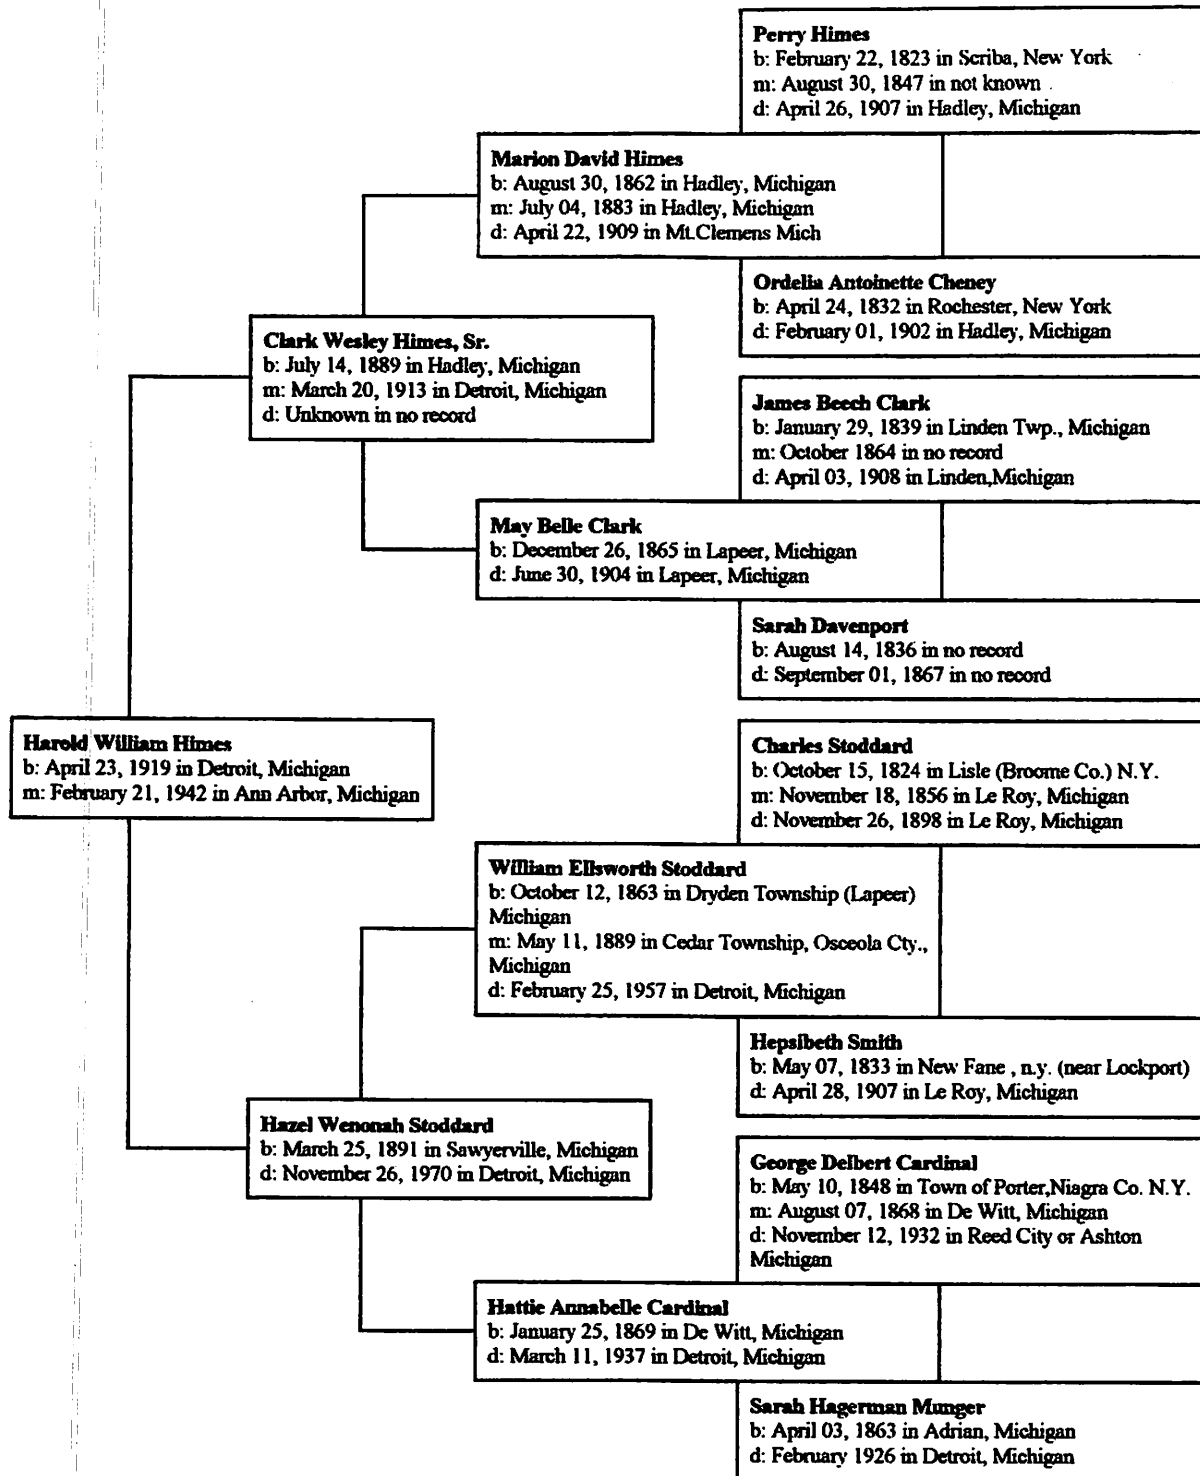 Perry Himes
b: February 22, 1823 in Scriba, New York
m: August 30, 1847 in not known
d: April 26, 1907 in Hadley, Michigan
Marion David Himes
b: August 30, 1862 in Hadley, Michigan
m: July 04, 1883 in Hadley, Michigan
d: April 22, 1909 in Mt.Clemens Mich
Ordelia Antoinette Cheney
b: April 24, 1832 in Rochester, New York
d: February 01, 1902 in Hadley, Michigan
Clark Wesley Himes, Sr.
b: July 14, 1889 in Hadley, Michigan
m: March 20, 1913 in Detroit, Michigan
d: Unknown in no record
James Beech Clark
b: January 29, 1839 in Linden Twp., Michigan
m: October 1864 in no record
d: April 03, 1908 in Linden,Michigan
May Belle Clark
b: December 26, 1865 in Lapeer, Michigan
d: June 30, 1904 in Lapeer, Michigan
Sarah Davenport
b: August 14, 1836 in no record
d: September 01, 1867 in no record
Harold William Himes
b: April 23, 1919 in Detroit, Michigan
m: February 21, 1942 in Ann Arbor, Michigan
Charles Stoddard
b: October 15, 1824 in Lisle (Broome Co.) N.Y.
m: November 18, 1856 in Le Roy, Michigan
d: November 26, 1898 in Le Roy, Michigan
William Ellsworth Stoddard
b: October 12, 1863 in Dryden Township (Lapeer)
Michigan
m: May 11, 1889 in Cedar Township, Osceola Cty.,
Michigan
d: February 25, 1957 in Detroit, Michigan
Hepsibeth Smith
b: May 07, 1833 in New Fane , n.y. (near Lockport)
d: April 28, 1907 in Le Roy, Michigan
Hazel Wenonah Stoddard
b: March 25, 1891 in Sawyerville, Michigan
d: November 26, 1970 in Detroit, Michigan
George Delbert Cardinal
b: May 10, 1848 in Town of Porter,Niagra Co. N.Y.
m: August 07, 1868 in De Witt, Michigan
d: November 12, 1932 in Reed City or Ashton
Michigan
Hattie Annabelle Cardinal
b: January 25, 1869 in De Witt, Michigan
d: March 11, 1937 in Detroit, Michigan
Sarah Hagerman Munger
b: April 03, 1863 in Adrian, Michigan
d: February 1926 in Detroit, Michigan